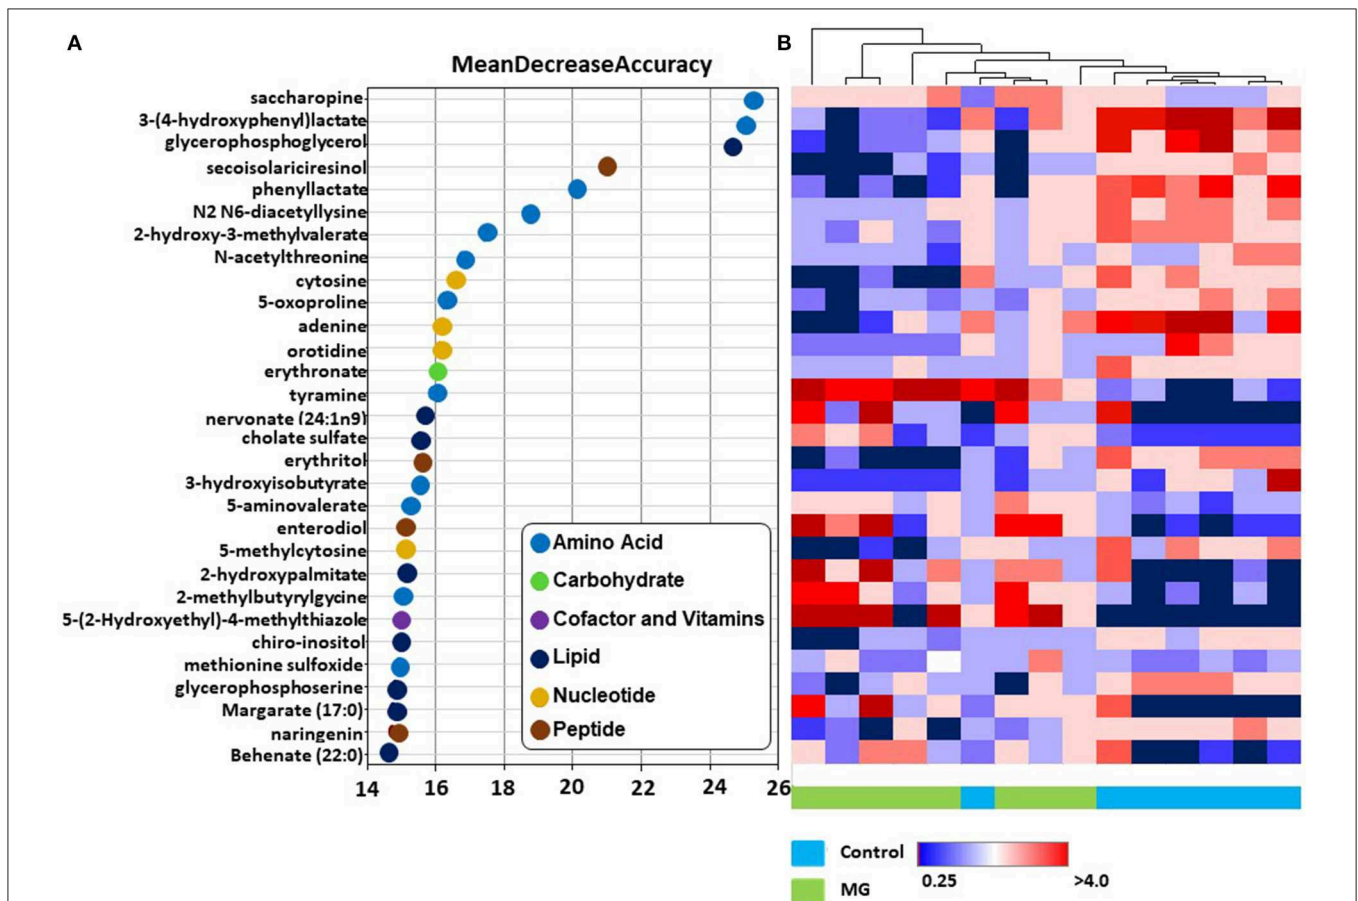 A
B
MeanDecreaseAccuracy
saccharopine
3-(4-hydroxyphenyl)lactate
glycerophosphoglycerol
secoisolariciresinol
phenyllactate
N2 N6-diacetyllysine
2-hydroxy-3-methylvalerate
N-acetylthreonine
cytosine
5-oxoproline
adenine
orotidine
erythronate
tyramine
nervonate (24:1n9)
cholate sulfate
erythritol
3-hydroxyisobutyrate
5-aminovalerate
enterodiol
5-methylcytosine
2-hydroxypalmitate
2-methylbutyrylgycine
5-(2-Hydroxyethyl)-4-methylthiazole
chiro-inositol
methionine sulfoxide
glycerophosphoserine
Margarate (17:0)
naringenin
Behenate (22:0)
14 16 18 20 22 24 26
Amino Acid
Carbohydrate
Cofactor and Vitamins
Lipid
Nucleotide
Peptide
Control
MG
0.25 >4.0